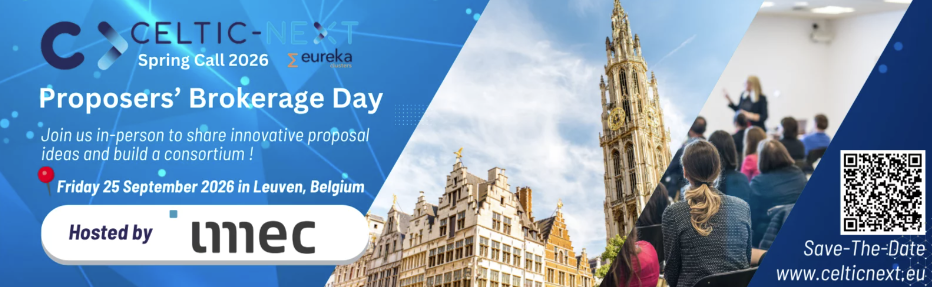 CELTIC-NEXT
Spring Call 2026
eureka
Proposers' Brokerage Day
Join us in-person to share innovative proposal
ideas and build a consortium !
Friday 25 September 2026 in Leuven, Belgium
Hosted by imec
Save-The-Date
www.celticnext.eu